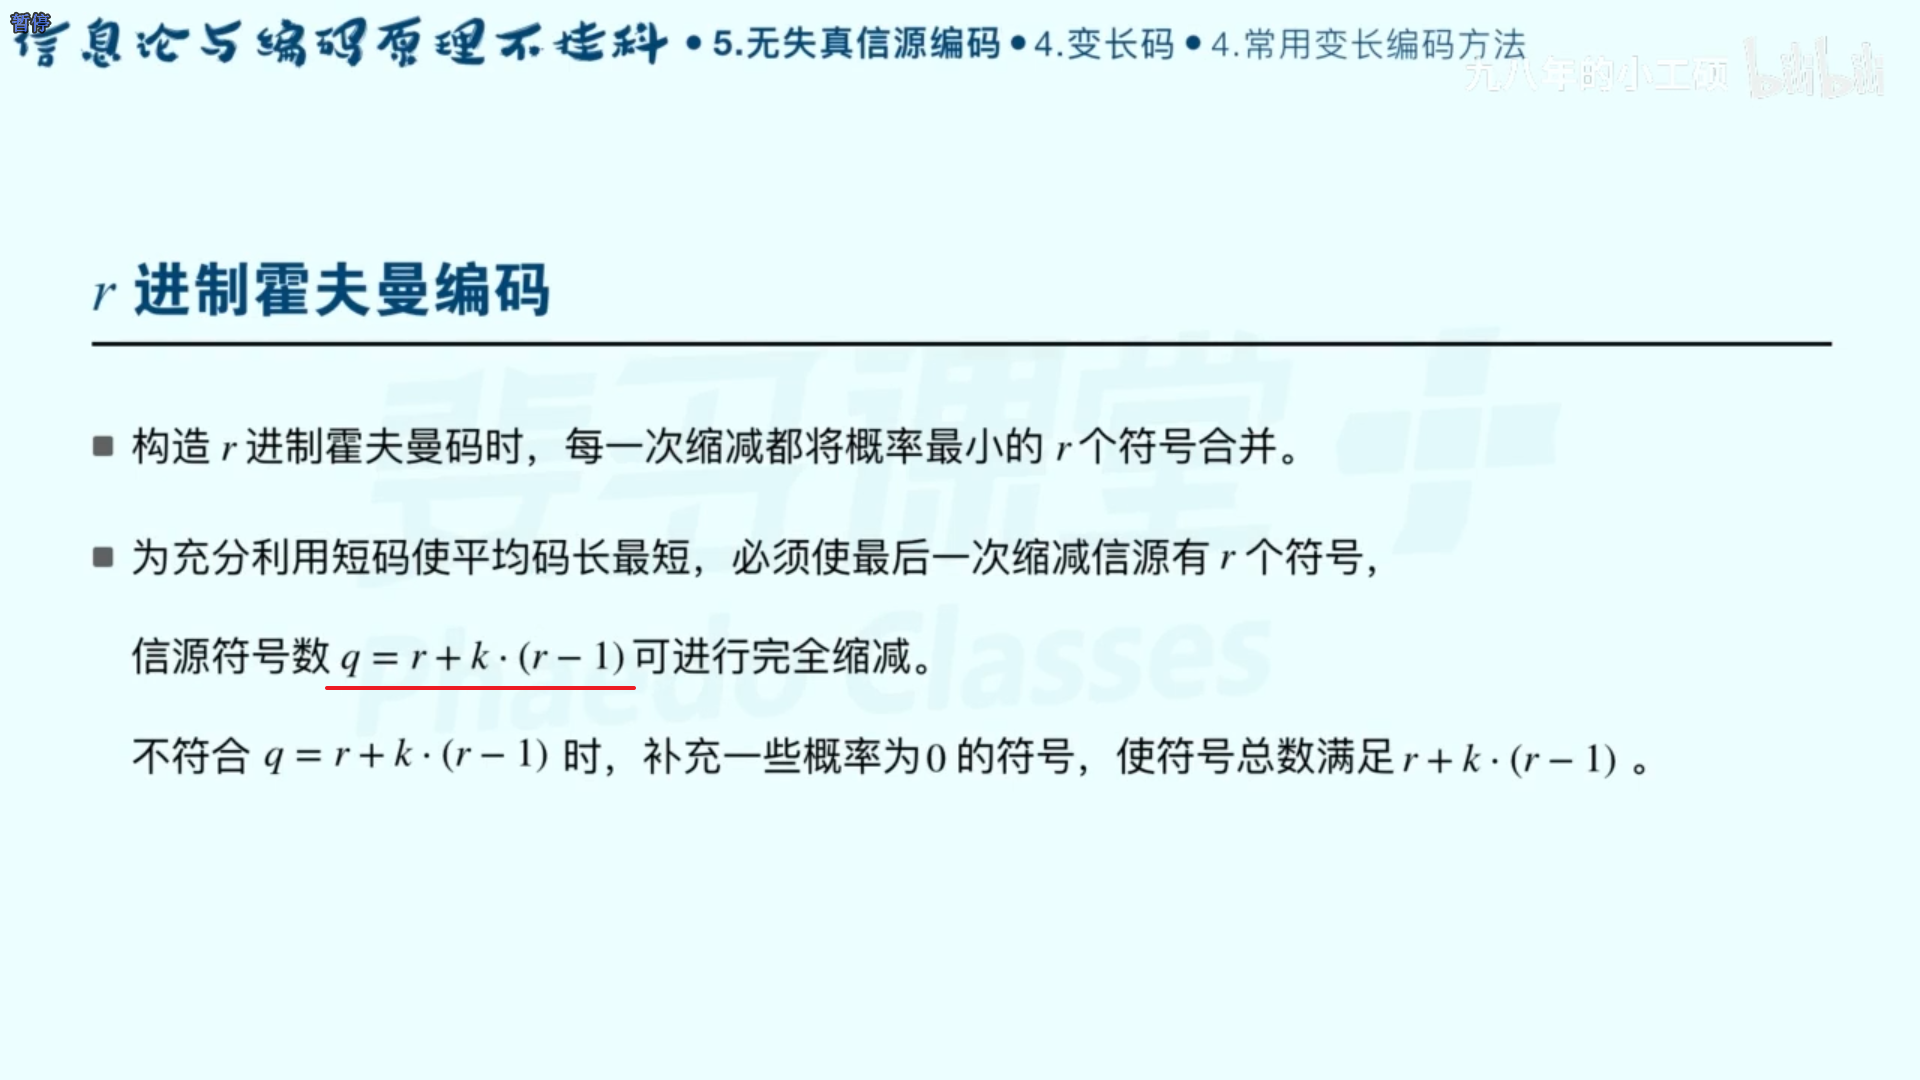 暂停
信息论与编码原理不挂科 • 5.无失真信源编码 • 4.变长码 • 4.常用变长编码方法
九八年的小工硕 bilibili
r 进制霍夫曼编码
■ 构造 r 进制霍夫曼码时，每一次缩减都将概率最小的 r 个符号合并。
■ 为充分利用短码使平均码长最短，必须使最后一次缩减信源有 r 个符号，
信源符号数 q = r + k · (r − 1) 可进行完全缩减。
不符合 q = r + k · (r − 1) 时，补充一些概率为 0 的符号，使符号总数满足 r + k · (r − 1) 。
斐多课堂+
Phaedo Classes